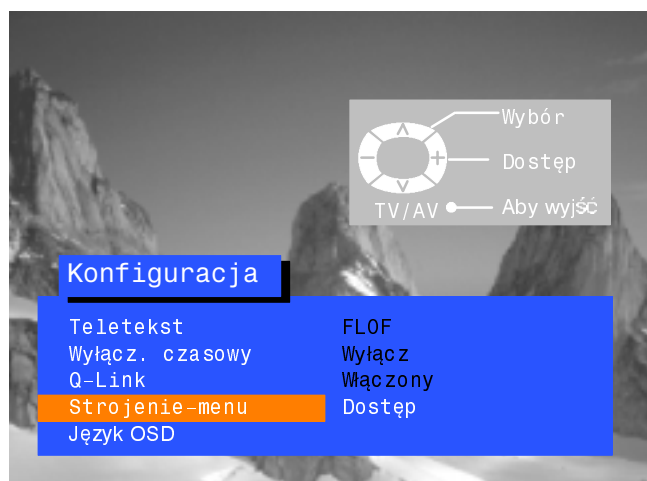 Wybór
Dostęp
TV/AV Aby wyjść
Konfiguracja
Teletekst FLOF
Wyłącz. czasowy Wyłącz
Q-Link Włączony
Strojenie-menu Dostęp
Język OSD